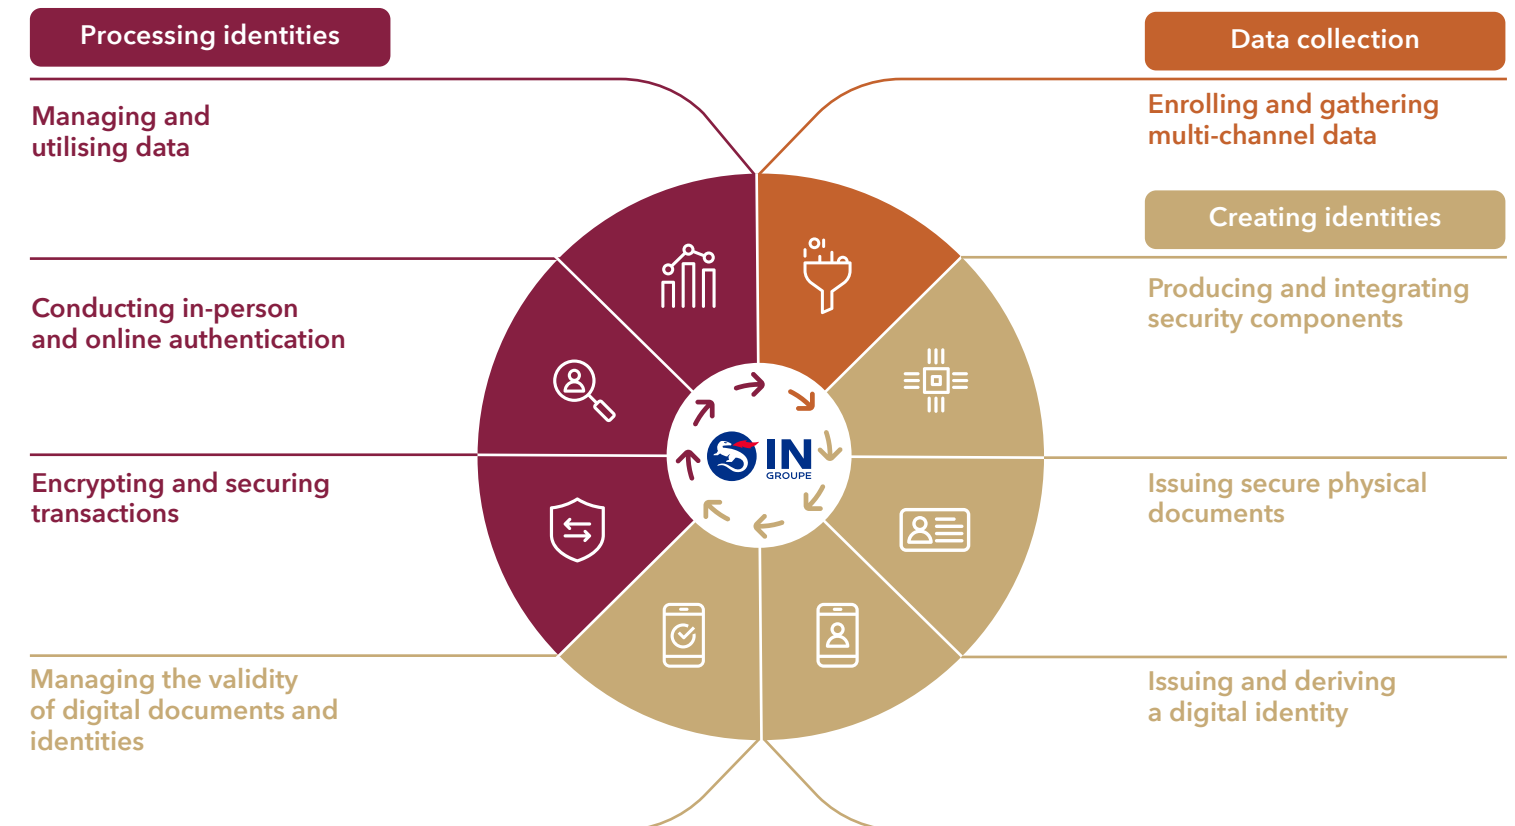 Processing identities
Managing and
utilising data
Conducting in-person
and online authentication
Encrypting and securing
transactions
Managing the validity
of digital documents and
identities
Data collection
Enrolling and gathering
multi-channel data
Creating identities
Producing and integrating
security components
Issuing secure physical
documents
Issuing and deriving
a digital identity
IN
GROUPE